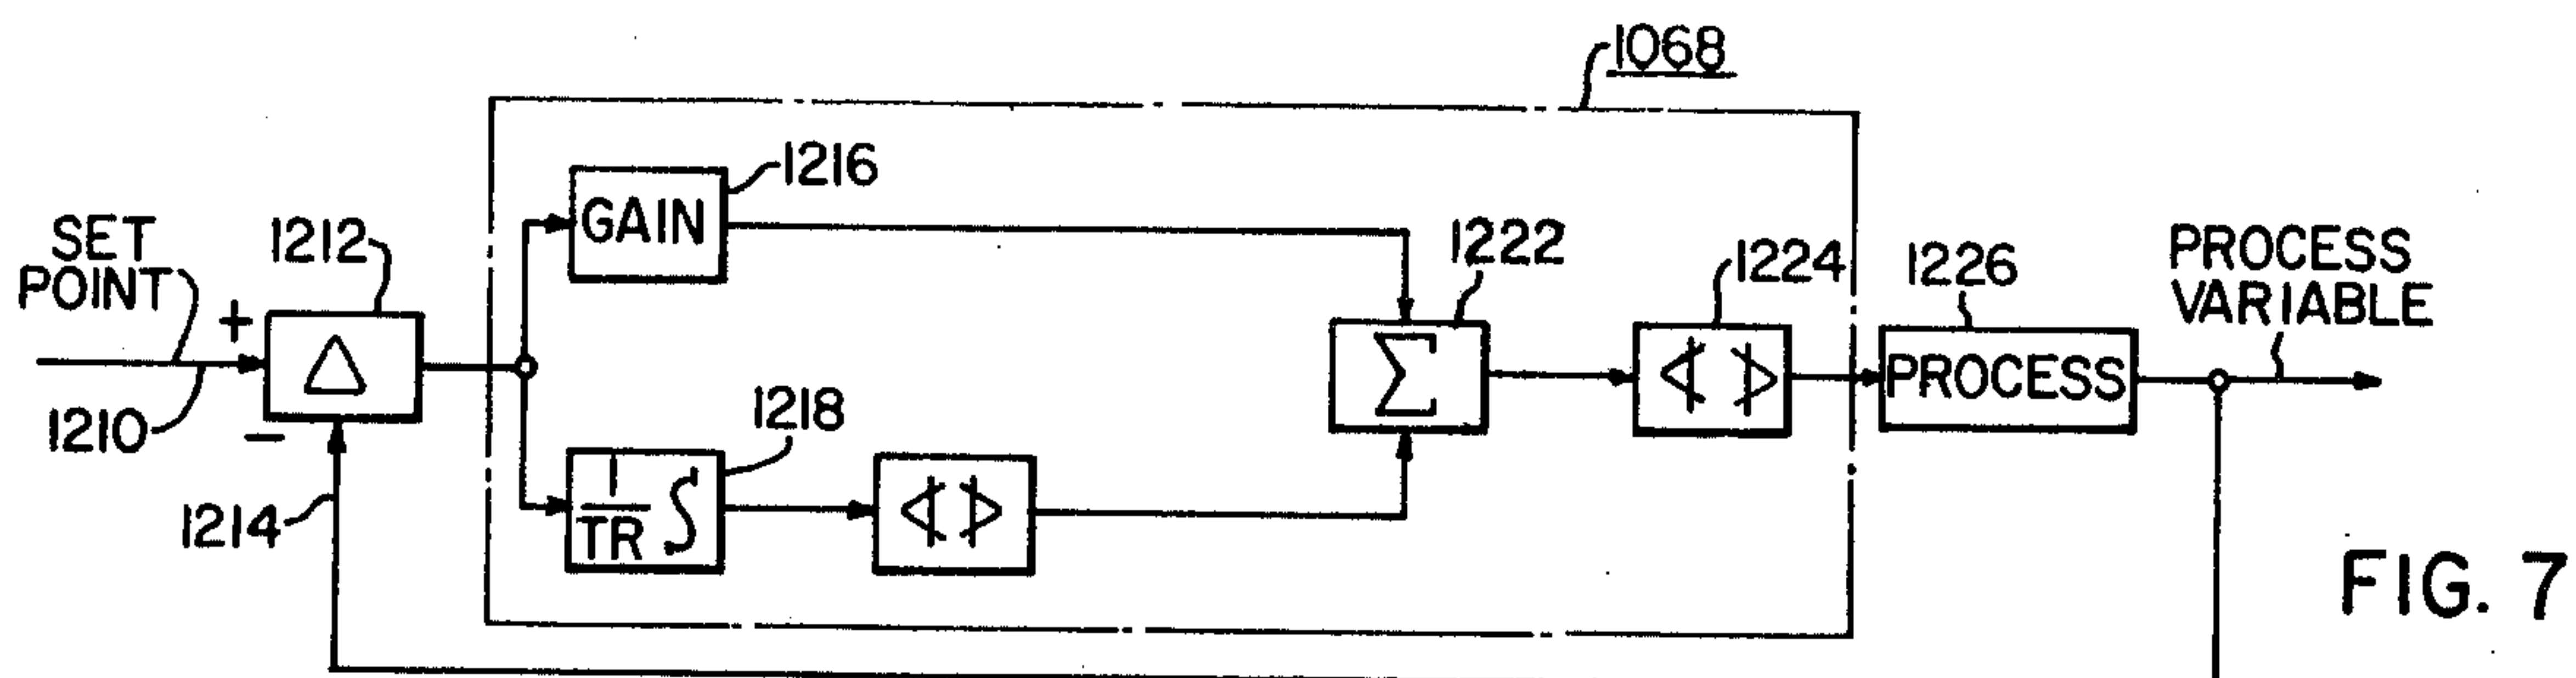 1068
1216
GAIN
SET
POINT
1212
+
Δ
1210
−
1214
1218
1
TR ∫
<| |>
1222
Σ
1224
<| |>
1226
PROCESS
PROCESS
VARIABLE
FIG. 7